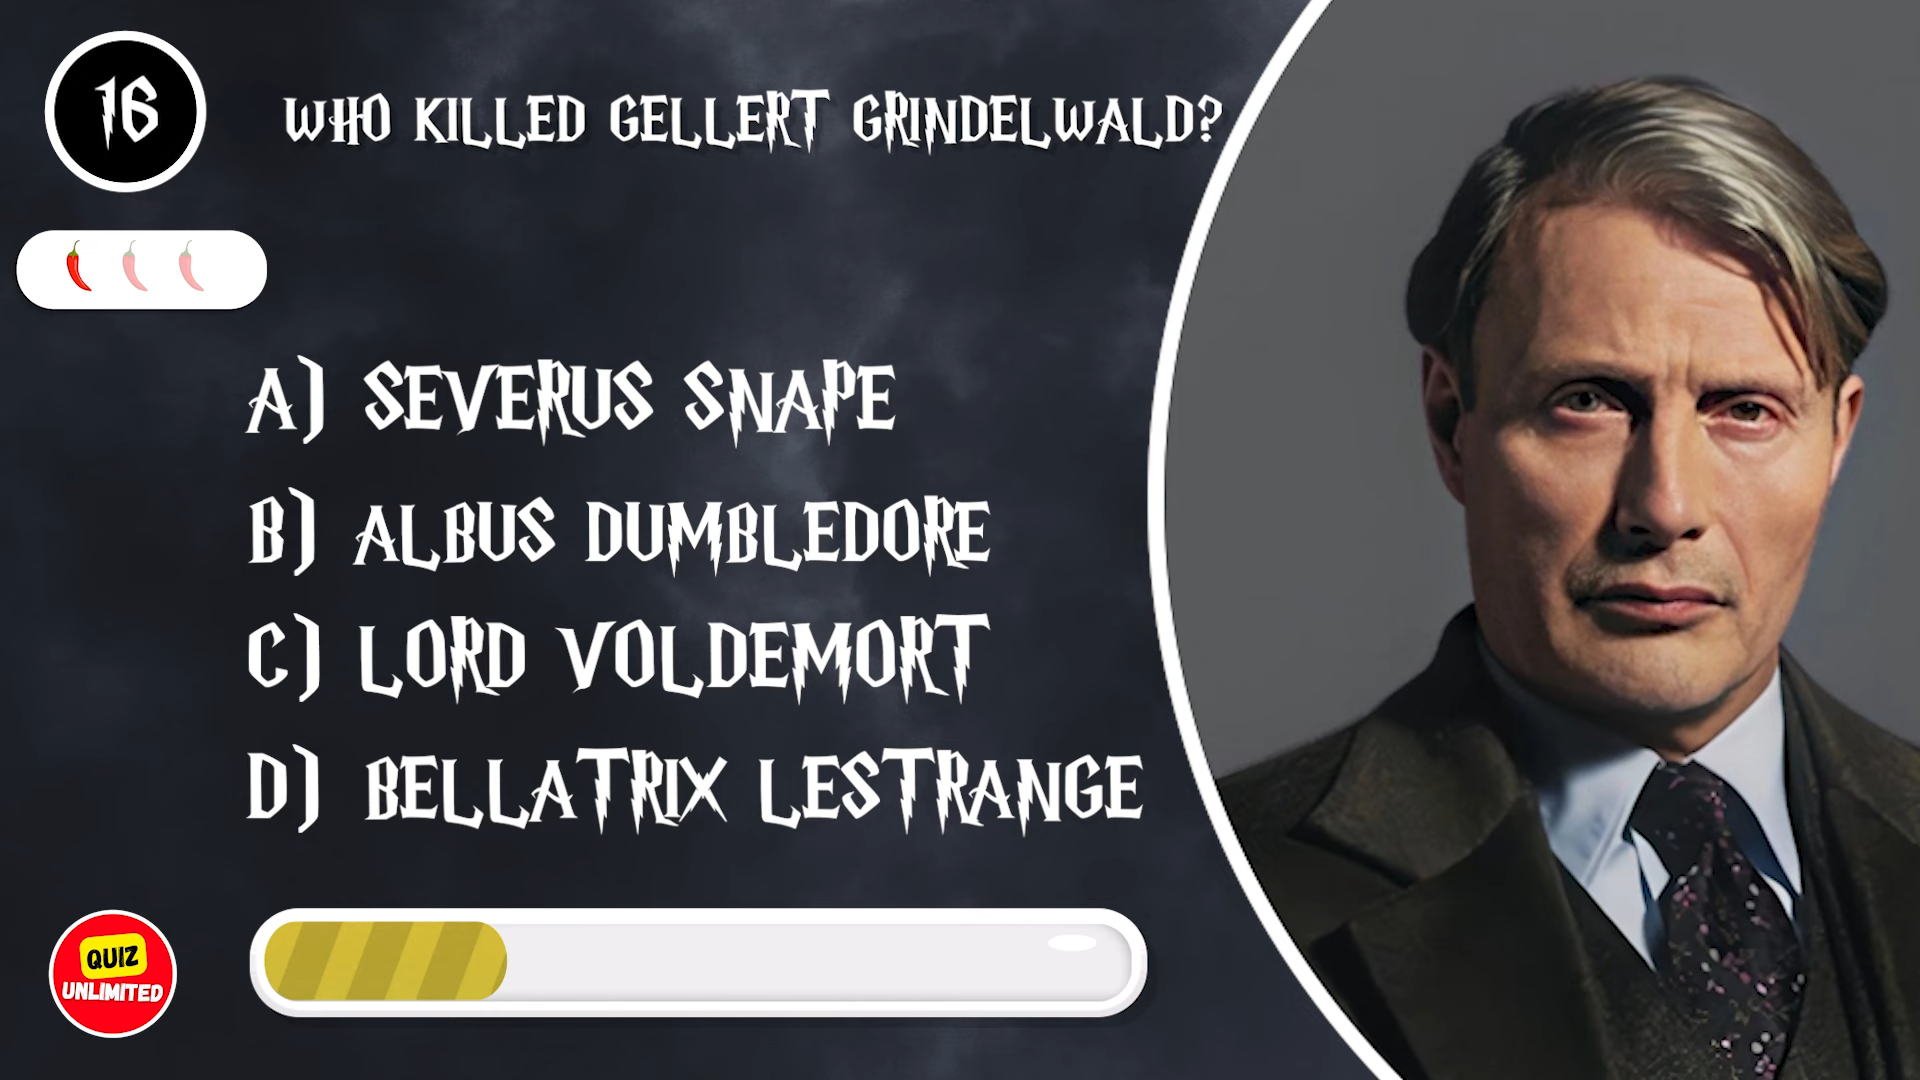 16
WHO KILLED GELLERT GRINDELWALD?
A) SEVERUS SNAPE
B) ALBUS DUMBLEDORE
C) LORD VOLDEMORT
D) BELLATRIX LESTRANGE
QUIZ
UNLIMITED